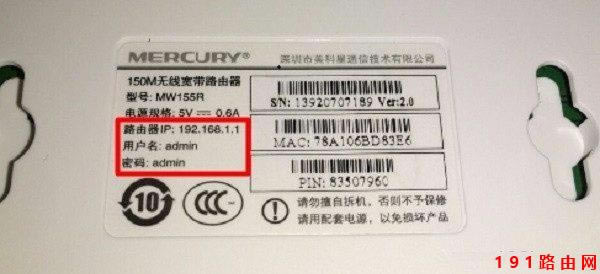 MERCURY®
深圳市美科星通信技术有限公司
150M无线宽带路由器
型号: MW155R
电源规格: 5V⎓0.6A
路由器IP: 192.168.1.1
用户名: admin
密码: admin
S/N: 13920707189 Ver:2.0
MAC: 78A106BD83E6
PIN: 83507960
10
CCC
请勿擅自拆机，否则不予保修
请用配套电源，以免损坏产品
191路由网